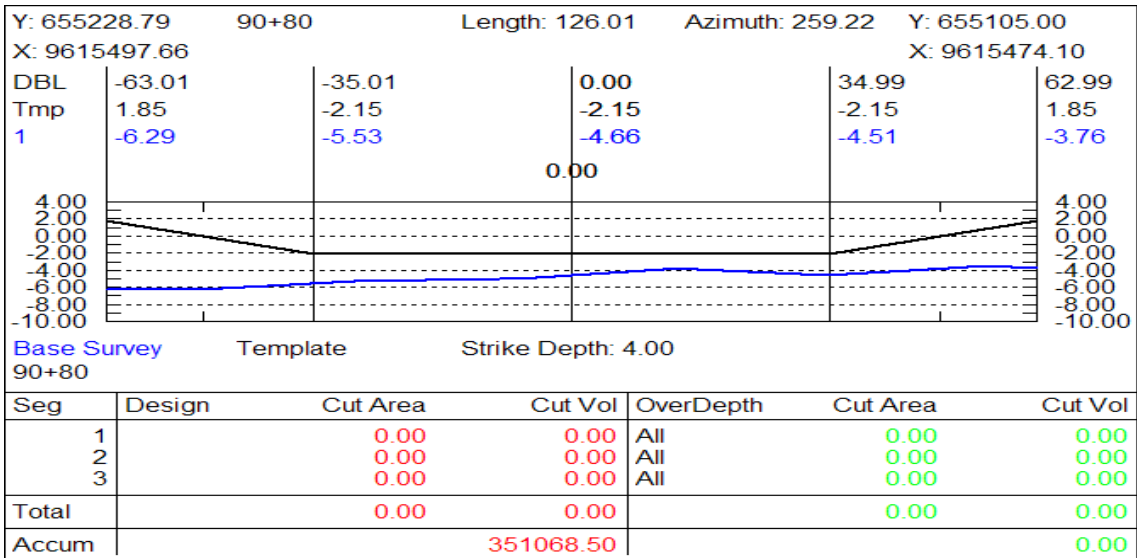 Y: 655228.79 90+80 Length: 126.01 Azimuth: 259.22 Y: 655105.00
X: 9615497.66 X: 9615474.10
DBL -63.01 -35.01 0.00 34.99 62.99
Tmp 1.85 -2.15 -2.15 -2.15 1.85
1 -6.29 -5.53 -4.66 -4.51 -3.76
0.00
4.00 4.00
2.00 2.00
0.00 0.00
-2.00 -2.00
-4.00 -4.00
-6.00 -6.00
-8.00 -8.00
-10.00 -10.00
Base Survey Template Strike Depth: 4.00
90+80
Seg Design Cut Area Cut Vol OverDepth Cut Area Cut Vol
1 0.00 0.00 All 0.00 0.00
2 0.00 0.00 All 0.00 0.00
3 0.00 0.00 All 0.00 0.00
Total 0.00 0.00 0.00 0.00
Accum 351068.50 0.00